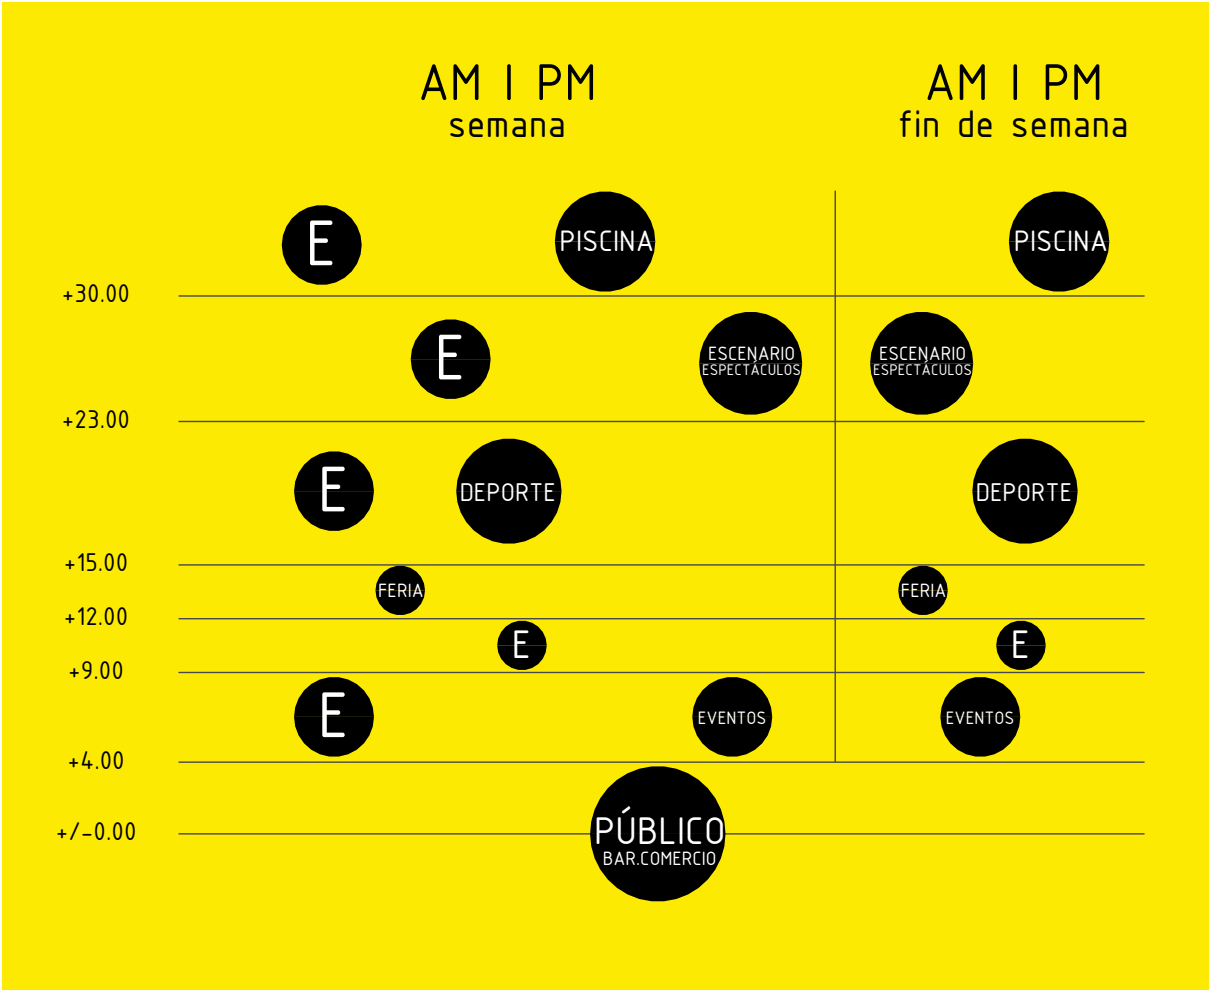 AM | PM
semana
AM | PM
fin de semana
E
PISCINA
PISCINA
+30.00
E
ESCENARIO
ESPECTÁCULOS
ESCENARIO
ESPECTÁCULOS
+23.00
E
DEPORTE
DEPORTE
+15.00
FERIA
FERIA
+12.00
E
E
+9.00
E
EVENTOS
EVENTOS
+4.00
+/-0.00
PÚBLICO
BAR.COMERCIO